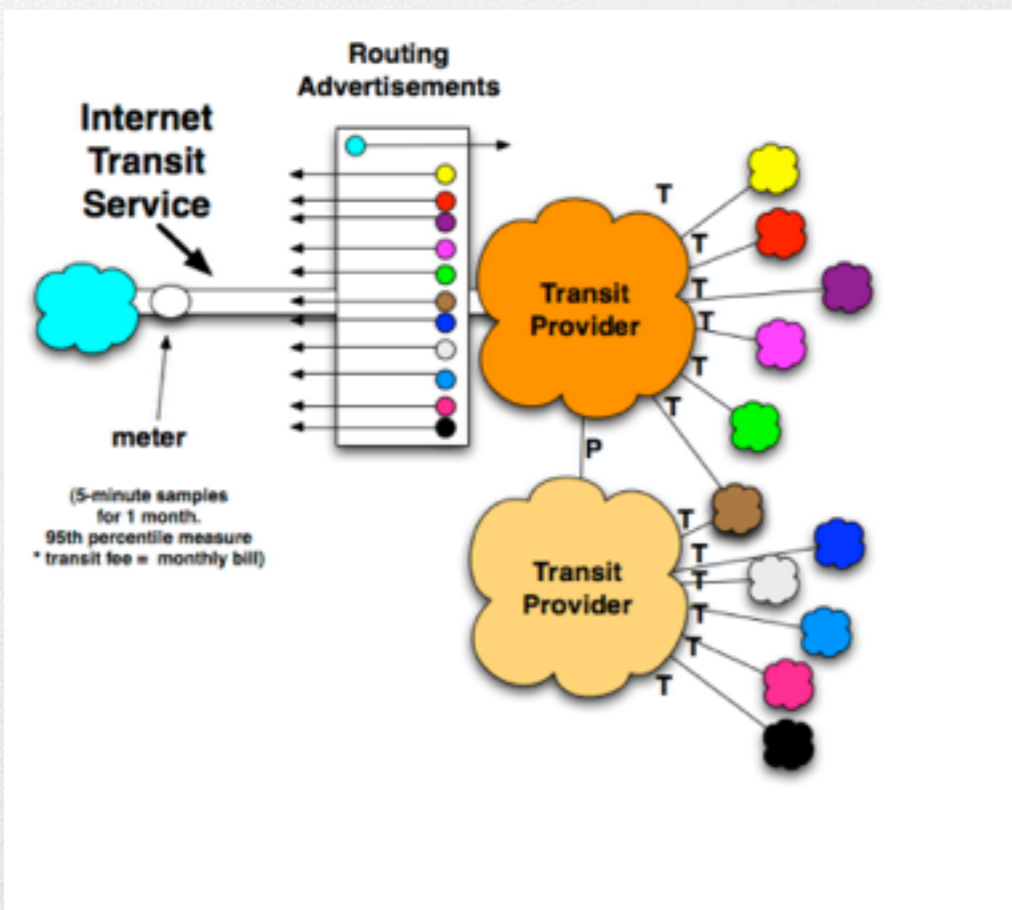 Routing
Advertisements
Internet
Transit
Service
meter
(5-minute samples
for 1 month.
95th percentile measure
* transit fee = monthly bill)
Transit
Provider
T
T
T
T
T
T
P
Transit
Provider
T
T
T
T
T
T